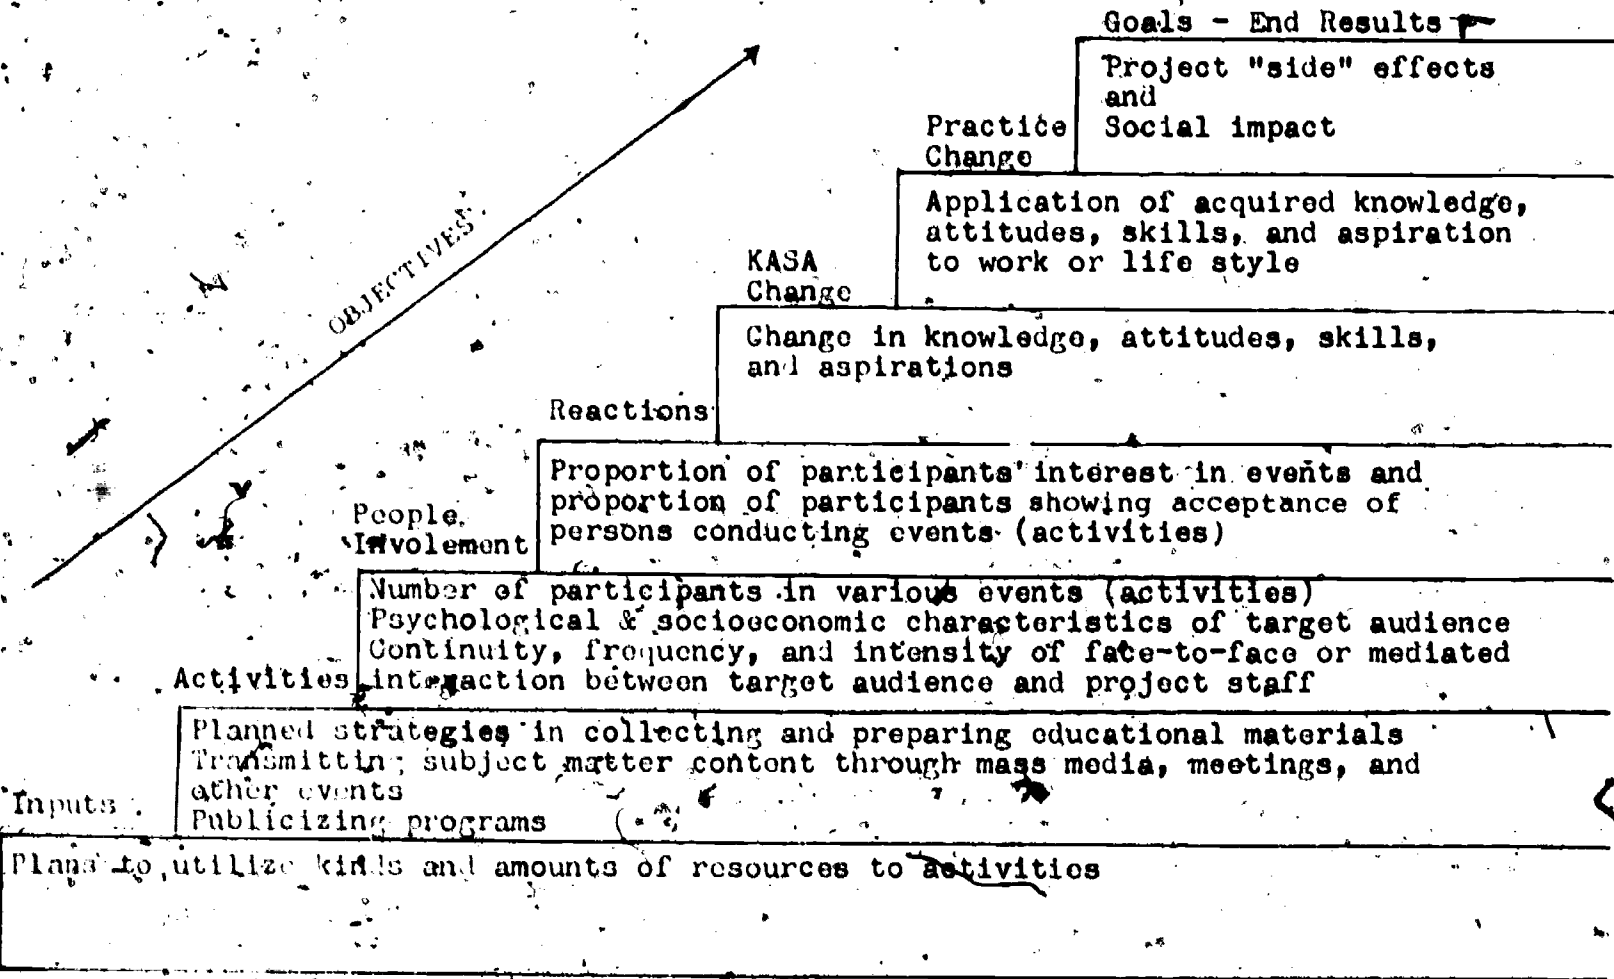 Goals - End Results
Project "side" effects
and
Social impact
Practice
Change
Application of acquired knowledge,
attitudes, skills, and aspiration
to work or life style
KASA
Change
OBJECTIVES
Change in knowledge, attitudes, skills,
and aspirations
Reactions
Proportion of participants' interest in events and
proportion of participants showing acceptance of
persons conducting events (activities)
People
Involement
Number of participants in various events (activities)
Psychological & socioeconomic characteristics of target audience
Continuity, frequency, and intensity of face-to-face or mediated
interaction between target audience and project staff
Activities
Planned strategies in collecting and preparing educational materials
Transmitting subject matter content through mass media, meetings, and
other events
Publicizing programs
Inputs
Plans to utilize kinds and amounts of resources to activities